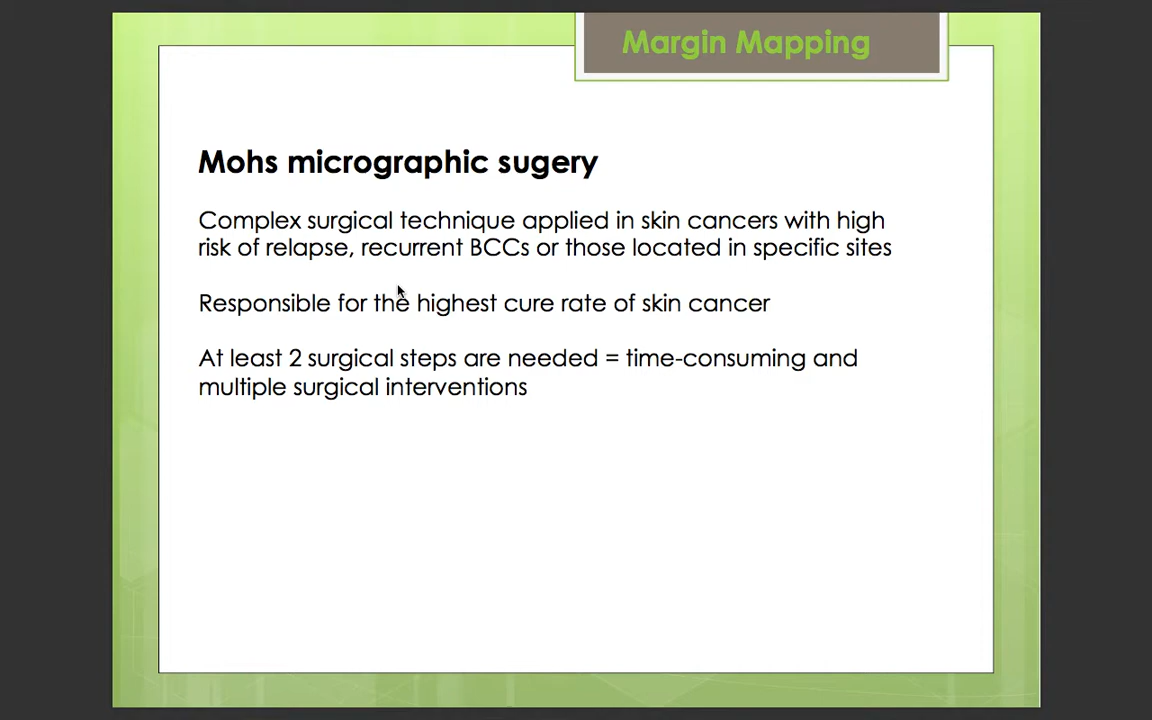 Margin Mapping
Mohs micrographic sugery
Complex surgical technique applied in skin cancers with high
risk of relapse, recurrent BCCs or those located in specific sites
Responsible for the highest cure rate of skin cancer
At least 2 surgical steps are needed = time-consuming and
multiple surgical interventions